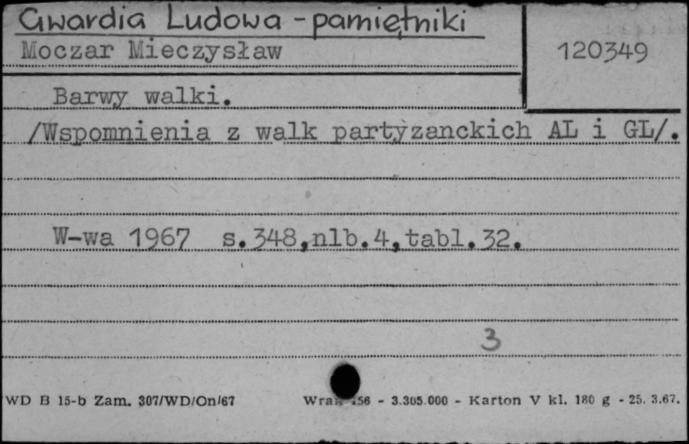 Gwardia Ludowa - pamiętniki
Moczar Mieczysław
120349
Barwy walki.
/Wspomnienia z walk partyzanckich AL i GL/.
W-wa 1967 s.348,nlb.4,tabl.32.
3
WD B 15-b Zam. 307/WD/On/67 56 - 3.305.000 - Karton V kl. 180 g - 25. 3.67.